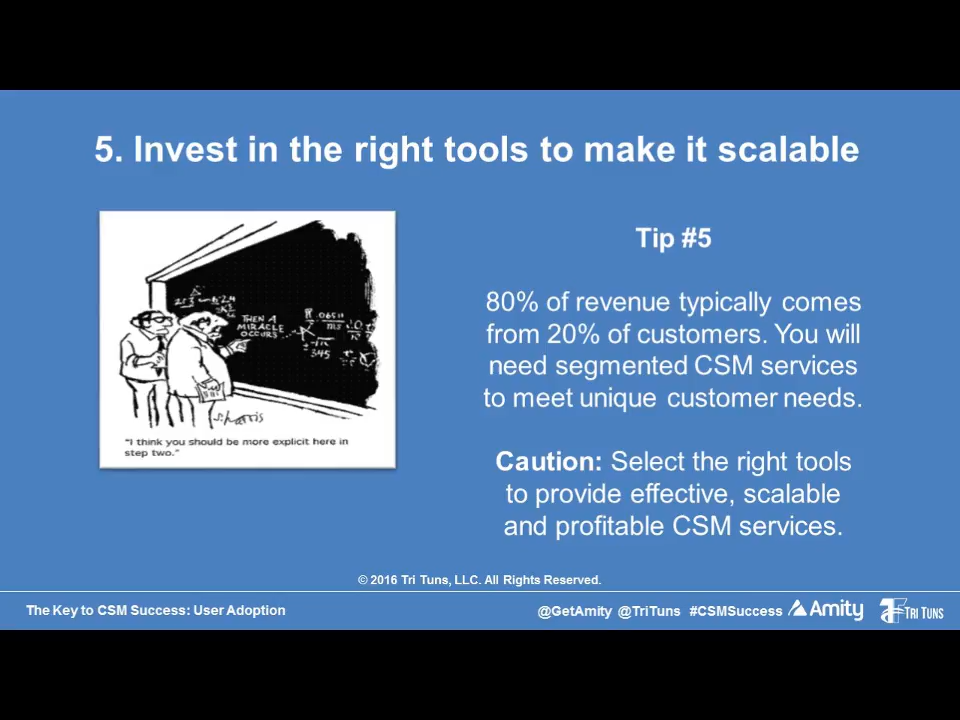 5. Invest in the right tools to make it scalable
THEN A
MIRACLE
OCCURS...
S. Harris
"I think you should be more explicit here in
step two."
Tip #5
80% of revenue typically comes
from 20% of customers. You will
need segmented CSM services
to meet unique customer needs.
Caution: Select the right tools
to provide effective, scalable
and profitable CSM services.
© 2016 Tri Tuns, LLC. All Rights Reserved.
The Key to CSM Success: User Adoption
@GetAmity @TriTuns #CSMSuccess Amity TRI TUNS